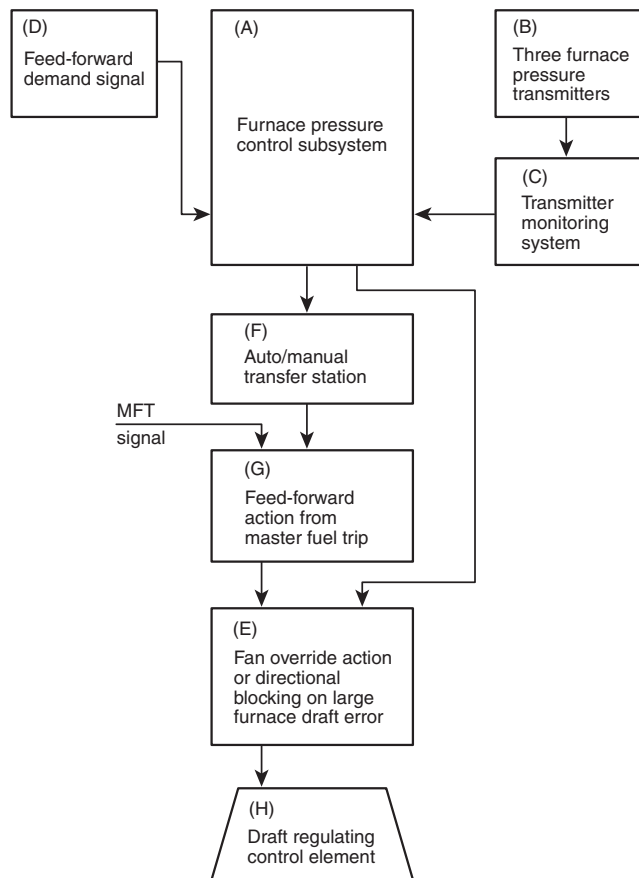 (D)
Feed-forward
demand signal
(A)
Furnace pressure
control subsystem
(B)
Three furnace
pressure
transmitters
(C)
Transmitter
monitoring
system
(F)
Auto/manual
transfer station
MFT
signal
(G)
Feed-forward
action from
master fuel trip
(E)
Fan override action
or directional
blocking on large
furnace draft error
(H)
Draft regulating
control element